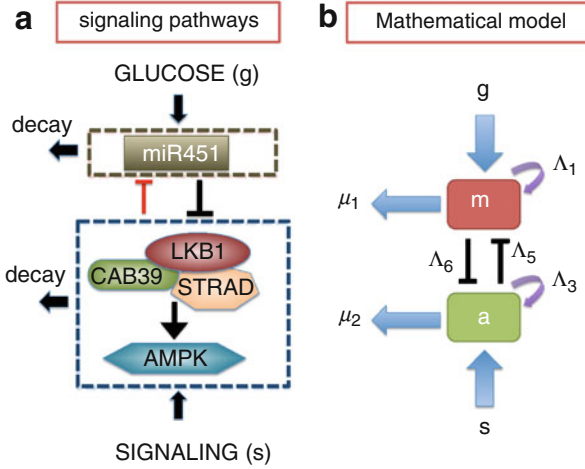 a
signaling pathways
GLUCOSE (g)
decay
miR451
LKB1
CAB39
STRAD
decay
AMPK
SIGNALING (s)
b
Mathematical model
g
Λ1
μ1
m
Λ6
Λ5
Λ3
μ2
a
s